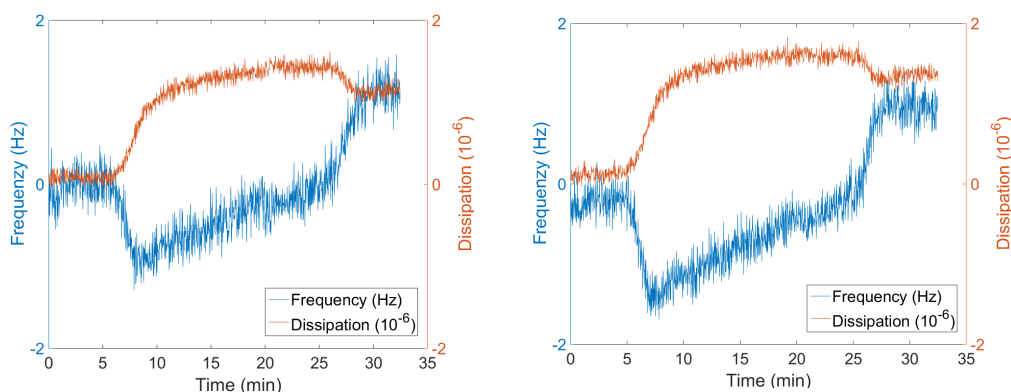 2
2
Frequenzy (Hz)
0
0
Dissipation (10-6)
Frequency (Hz)
Dissipation (10-6)
-2
-2
0 5 10 15 20 25 30 35
Time (min)
2
2
Frequenzy (Hz)
0
0
Dissipation (10-6)
Frequency (Hz)
Dissipation (10-6)
-2
-2
0 5 10 15 20 25 30 35
Time (min)